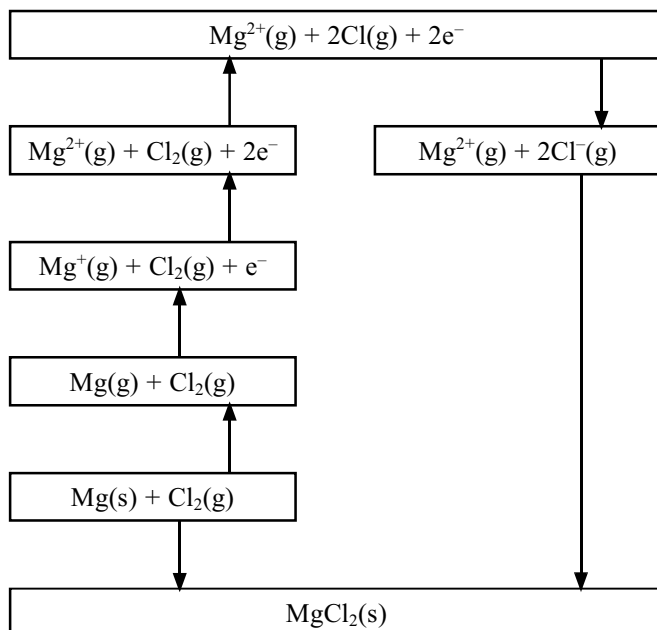 Mg²⁺(g) + 2Cl(g) + 2e⁻
Mg²⁺(g) + Cl₂(g) + 2e⁻
Mg²⁺(g) + 2Cl⁻(g)
Mg⁺(g) + Cl₂(g) + e⁻
Mg(g) + Cl₂(g)
Mg(s) + Cl₂(g)
MgCl₂(s)